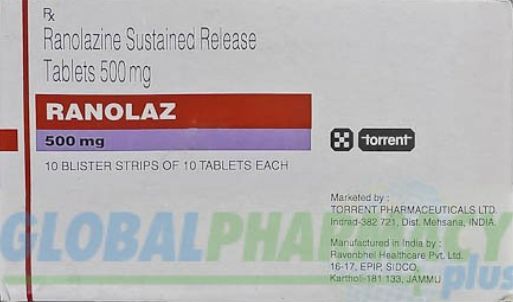 Rx
Ranolazine Sustained Release
Tablets 500 mg
RANOLAZ
500 mg
torrent
10 BLISTER STRIPS OF 10 TABLETS EACH
Marketed by :
TORRENT PHARMACEUTICALS LTD.
Indrad-382 721, Dist. Mehsana, INDIA.
GLOBALPHARMACY
plus
Manufactured in India by :
Ravenbhel Healthcare Pvt. Ltd.
16-17, EPIP, SIDCO,
Kartholi-181 133, JAMMU